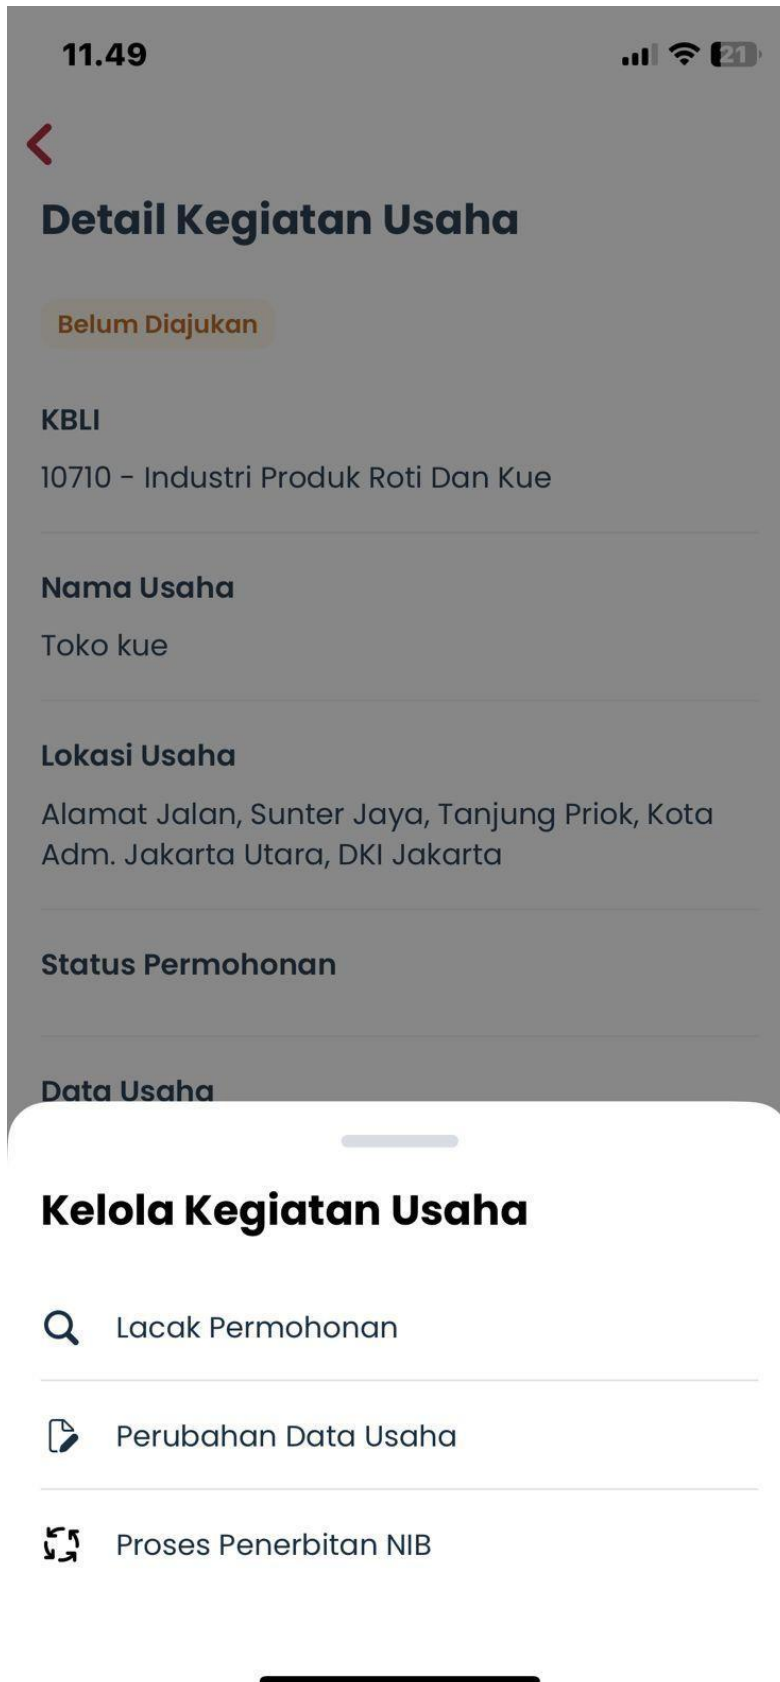 11.49
21
Detail Kegiatan Usaha
Belum Diajukan
KBLI
10710 - Industri Produk Roti Dan Kue
Nama Usaha
Toko kue
Lokasi Usaha
Alamat Jalan, Sunter Jaya, Tanjung Priok, Kota
Adm. Jakarta Utara, DKI Jakarta
Status Permohonan
Data Usaha
Kelola Kegiatan Usaha
Lacak Permohonan
Perubahan Data Usaha
Proses Penerbitan NIB